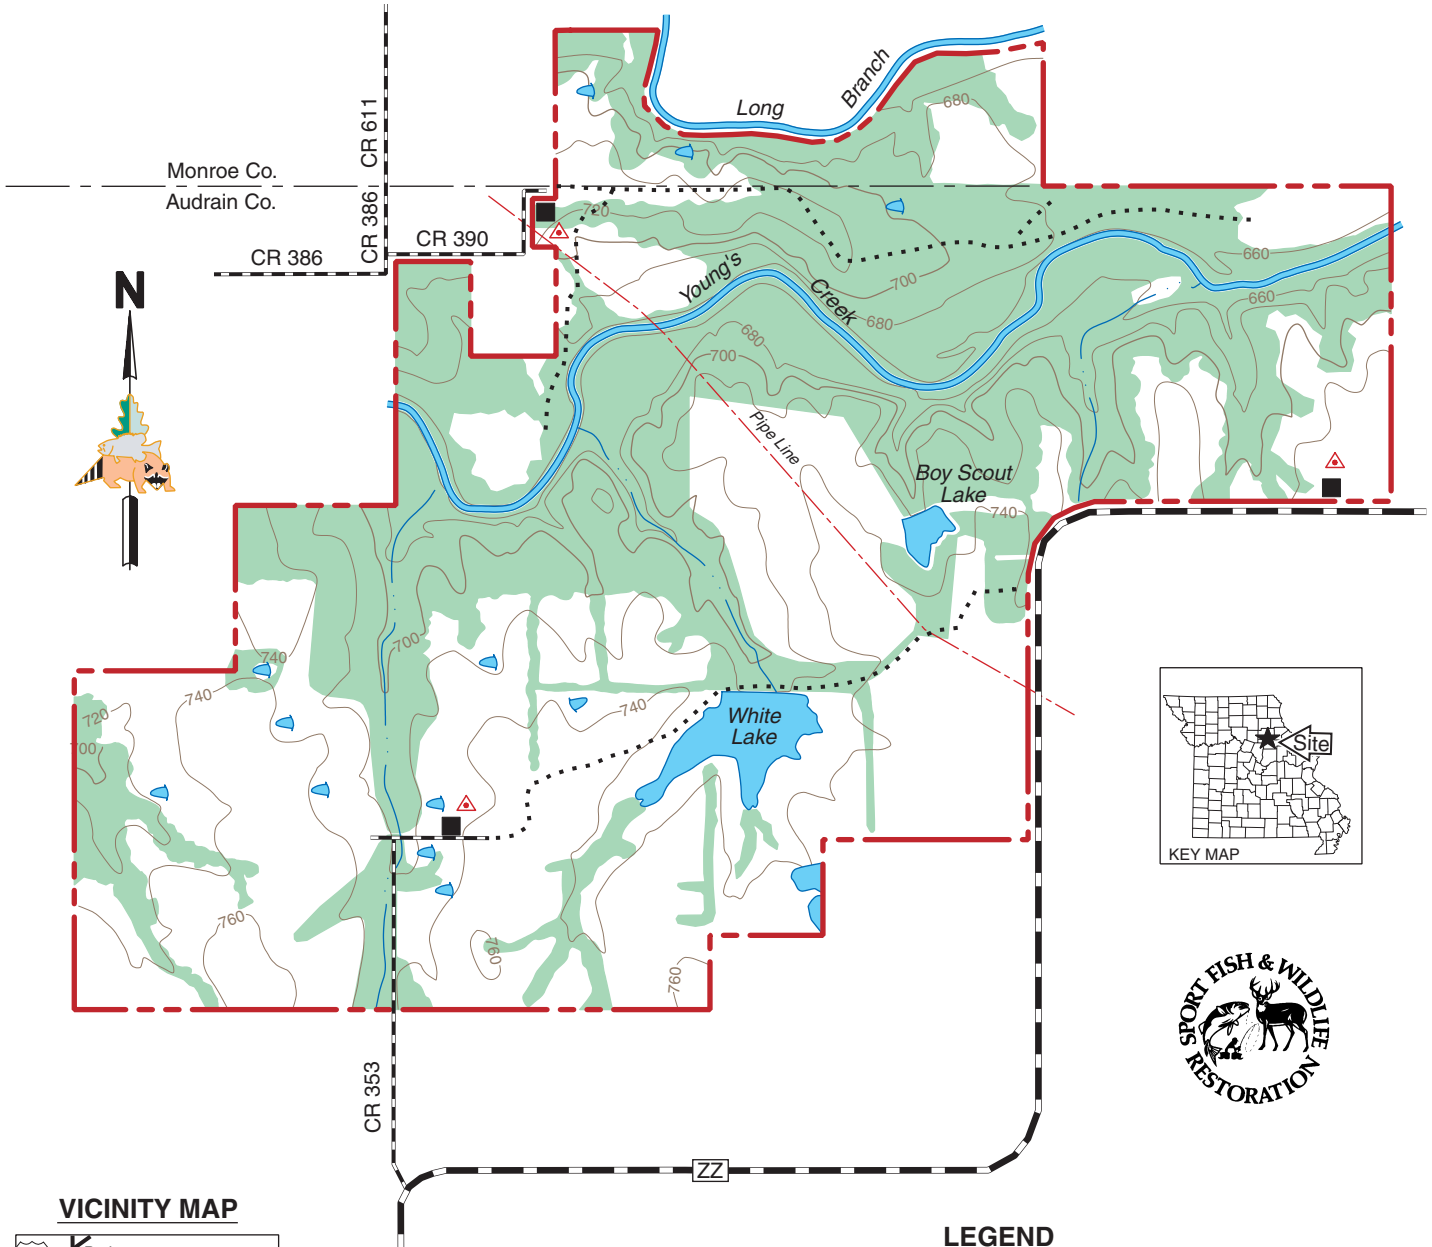 Long
Branch
680
CR 611
Monroe Co.
Audrain Co.
CR 386
CR 390
CR 386
720
Young's
Creek
700
680
660
660
680
700
N
Pipe Line
Boy Scout
Lake
740
700
740
740
740
720
700
White
Lake
Site
KEY MAP
760
760
760
SPORT FISH & WILDLIFE
RESTORATION
CR 353
ZZ
VICINITY MAP
LEGEND